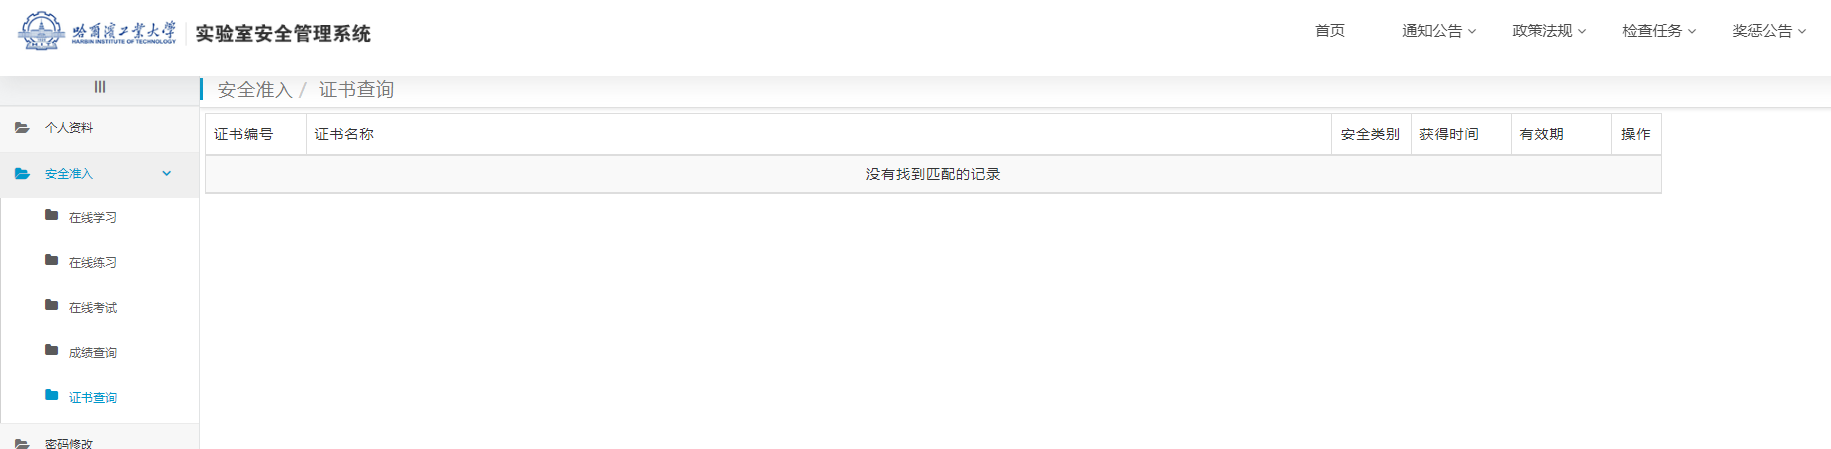 哈爾濱工業大學
HARBIN INSTITUTE OF TECHNOLOGY
实验室安全管理系统
首页 通知公告 政策法规 检查任务 奖惩公告
安全准入 / 证书查询
个人资料
安全准入
在线学习
在线练习
在线考试
成绩查询
证书查询
密码修改
证书编号 证书名称 安全类别 获得时间 有效期 操作
没有找到匹配的记录